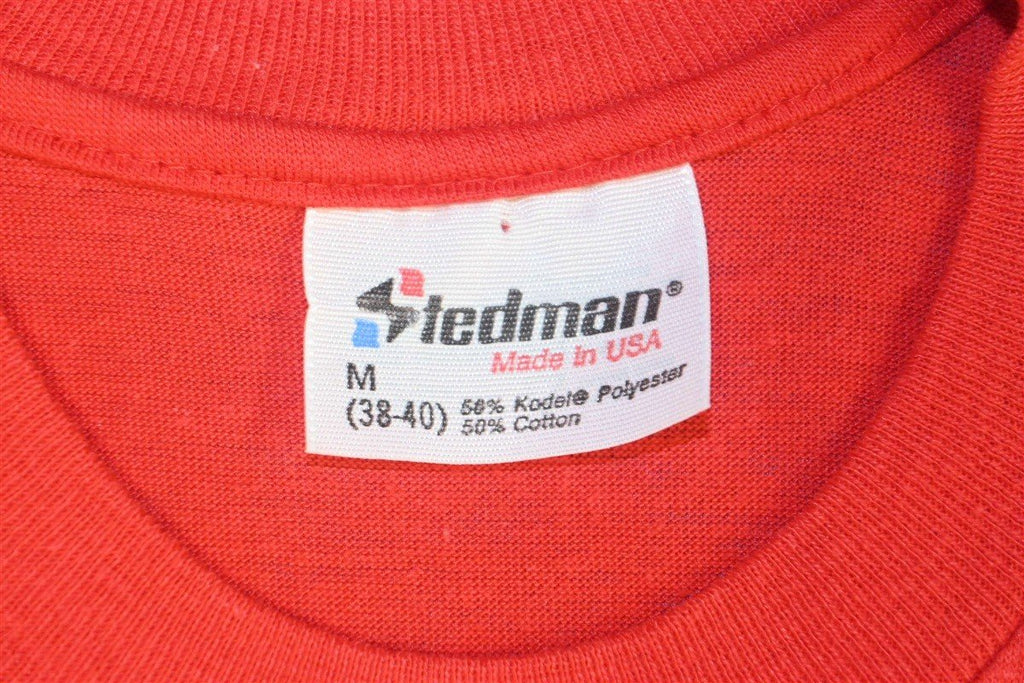 Stedman®
Made in USA
M
(38-40)
50% Kodel® Polyester
50% Cotton